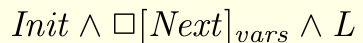 Init ∧ □[Next]_vars ∧ L